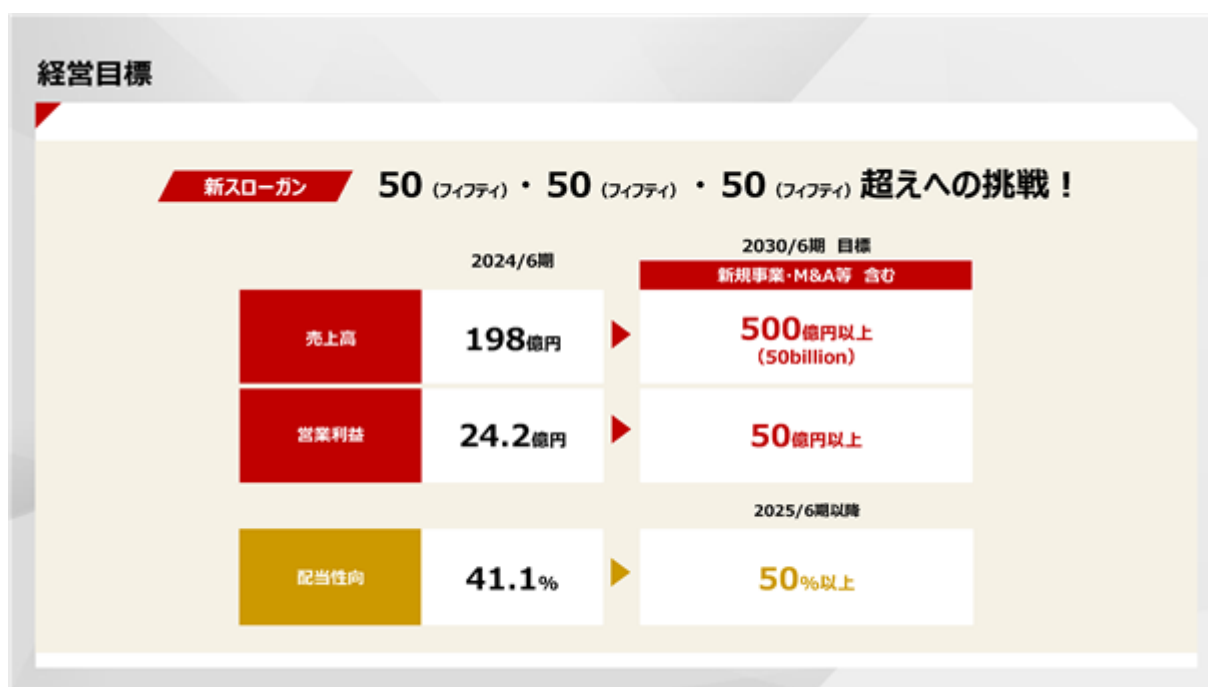 経営目標
新スローガン 50 (フィフティ) ・ 50 (フィフティ) ・ 50 (フィフティ) 超えへの挑戦！
2024/6期
2030/6期 目標
新規事業・M&A等 含む
売上高 198億円 500億円以上
（50billion）
営業利益 24.2億円 50億円以上
2025/6期以降
配当性向 41.1% 50%以上